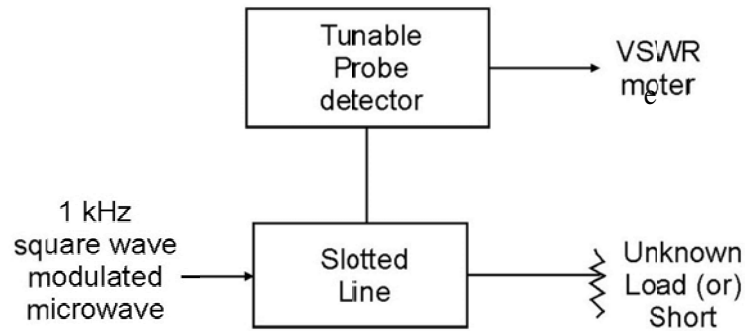 Tunable
Probe
detector
VSWR
meter
1 kHz
square wave
modulated
microwave
Slotted
Line
Unknown
Load (or)
Short